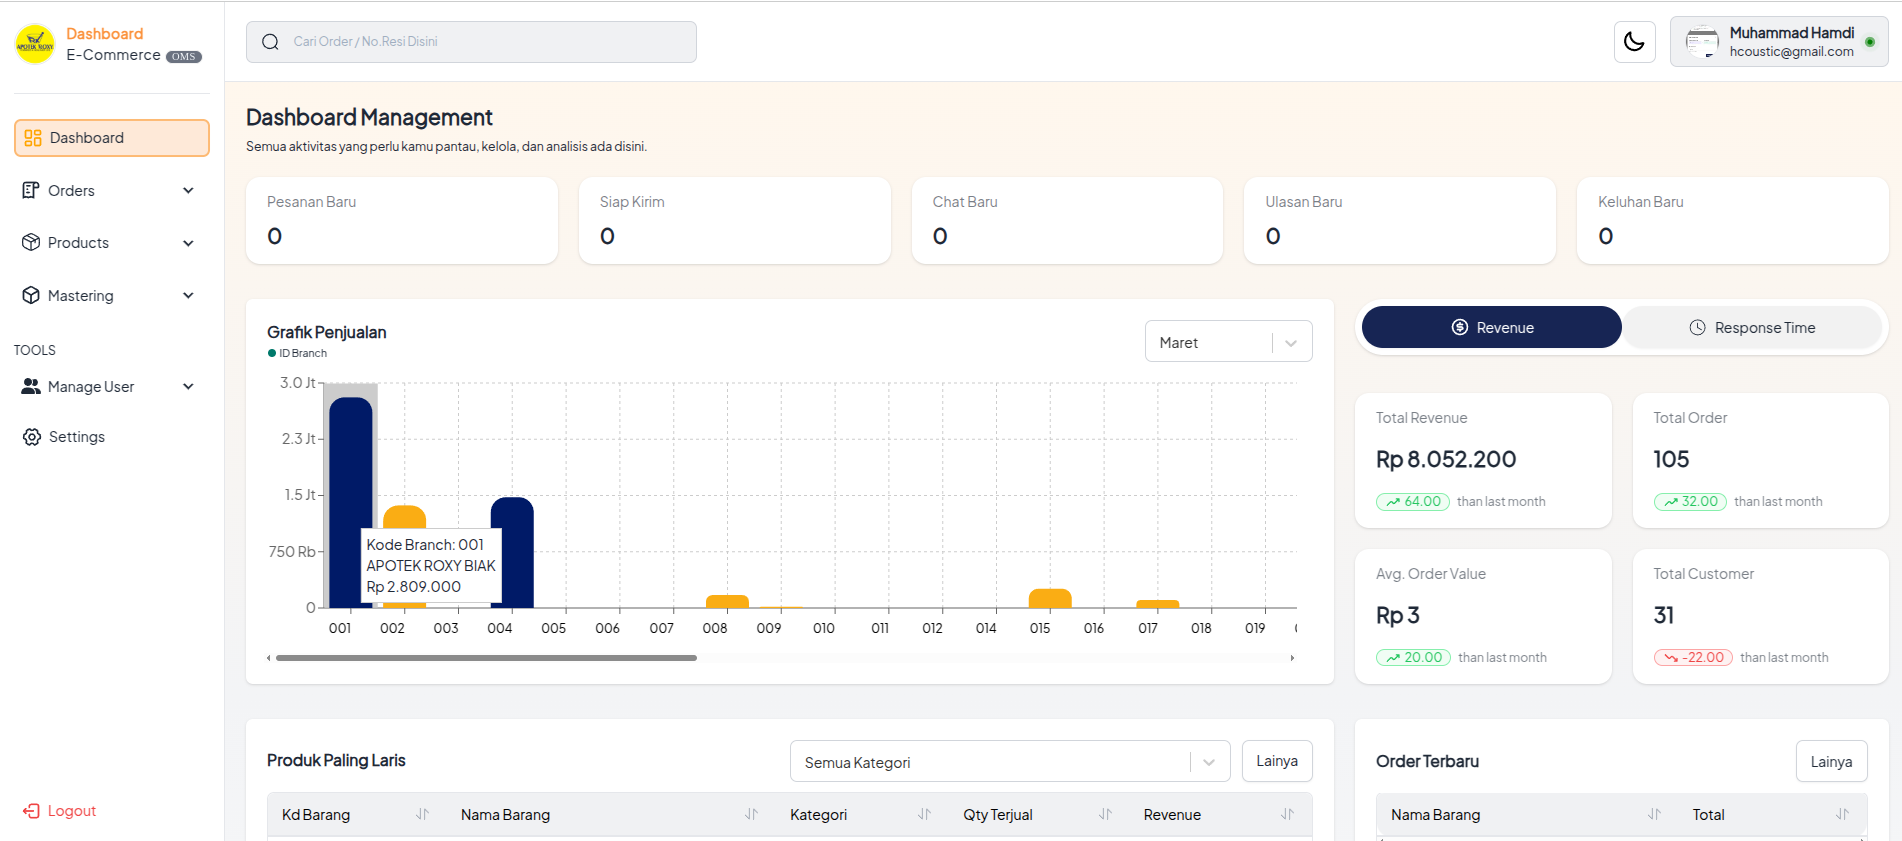 APOTEK ROXY
Dashboard
E-Commerce OMS
Cari Order / No.Resi Disini
Muhammad Hamdi
hcoustic@gmail.com
Dashboard
Orders
Products
Mastering
TOOLS
Manage User
Settings
Logout
Dashboard Management
Semua aktivitas yang perlu kamu pantau, kelola, dan analisis ada disini.
Pesanan Baru
0
Siap Kirim
0
Chat Baru
0
Ulasan Baru
0
Keluhan Baru
0
Grafik Penjualan
ID Branch
Maret
3.0 Jt
2.3 Jt
1.5 Jt
750 Rb
0
Kode Branch: 001
APOTEK ROXY BIAK
Rp 2.809.000
001 002 003 004 005 006 007 008 009 010 011 012 014 015 016 017 018 019
Revenue
Response Time
Total Revenue
Rp 8.052.200
64.00 than last month
Total Order
105
32.00 than last month
Avg. Order Value
Rp 3
20.00 than last month
Total Customer
31
-22.00 than last month
Produk Paling Laris
Semua Kategori
Lainya
Kd Barang Nama Barang Kategori Qty Terjual Revenue
Order Terbaru
Lainya
Nama Barang Total